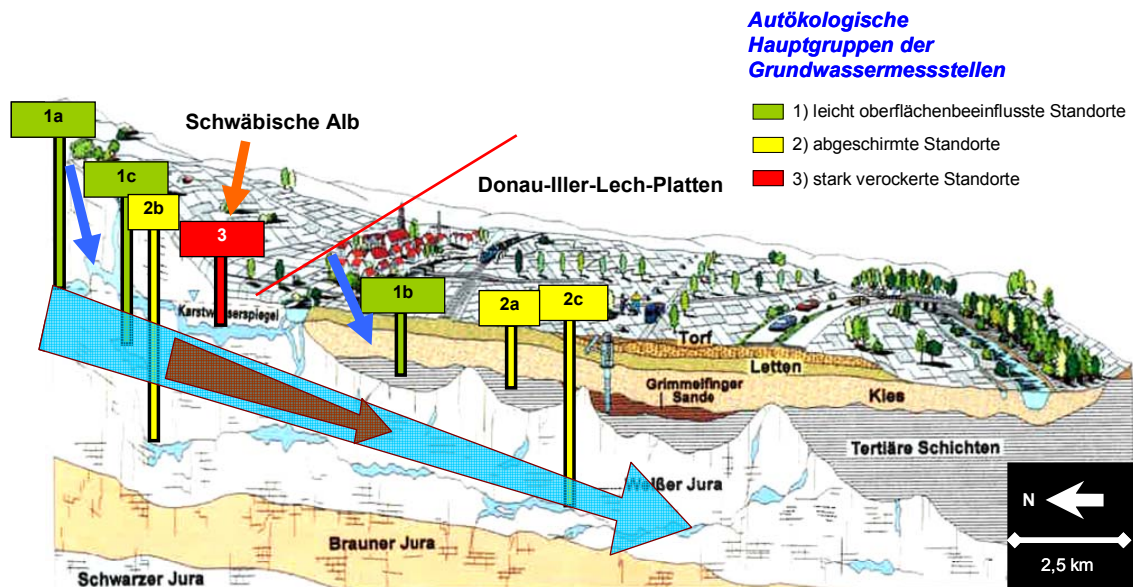 Autökologische
Hauptgruppen der
Grundwassermessstellen
1) leicht oberflächenbeeinflusste Standorte
2) abgeschirmte Standorte
3) stark verockerte Standorte
1a
Schwäbische Alb
1c
Donau-Iller-Lech-Platten
2b
3
1b
2a
2c
Karstwasserspiegel
Torf
Letten
Grimmelfinger
Sande
Kies
Tertiäre Schichten
Weißer Jura
Brauner Jura
Schwarzer Jura
N
2,5 km